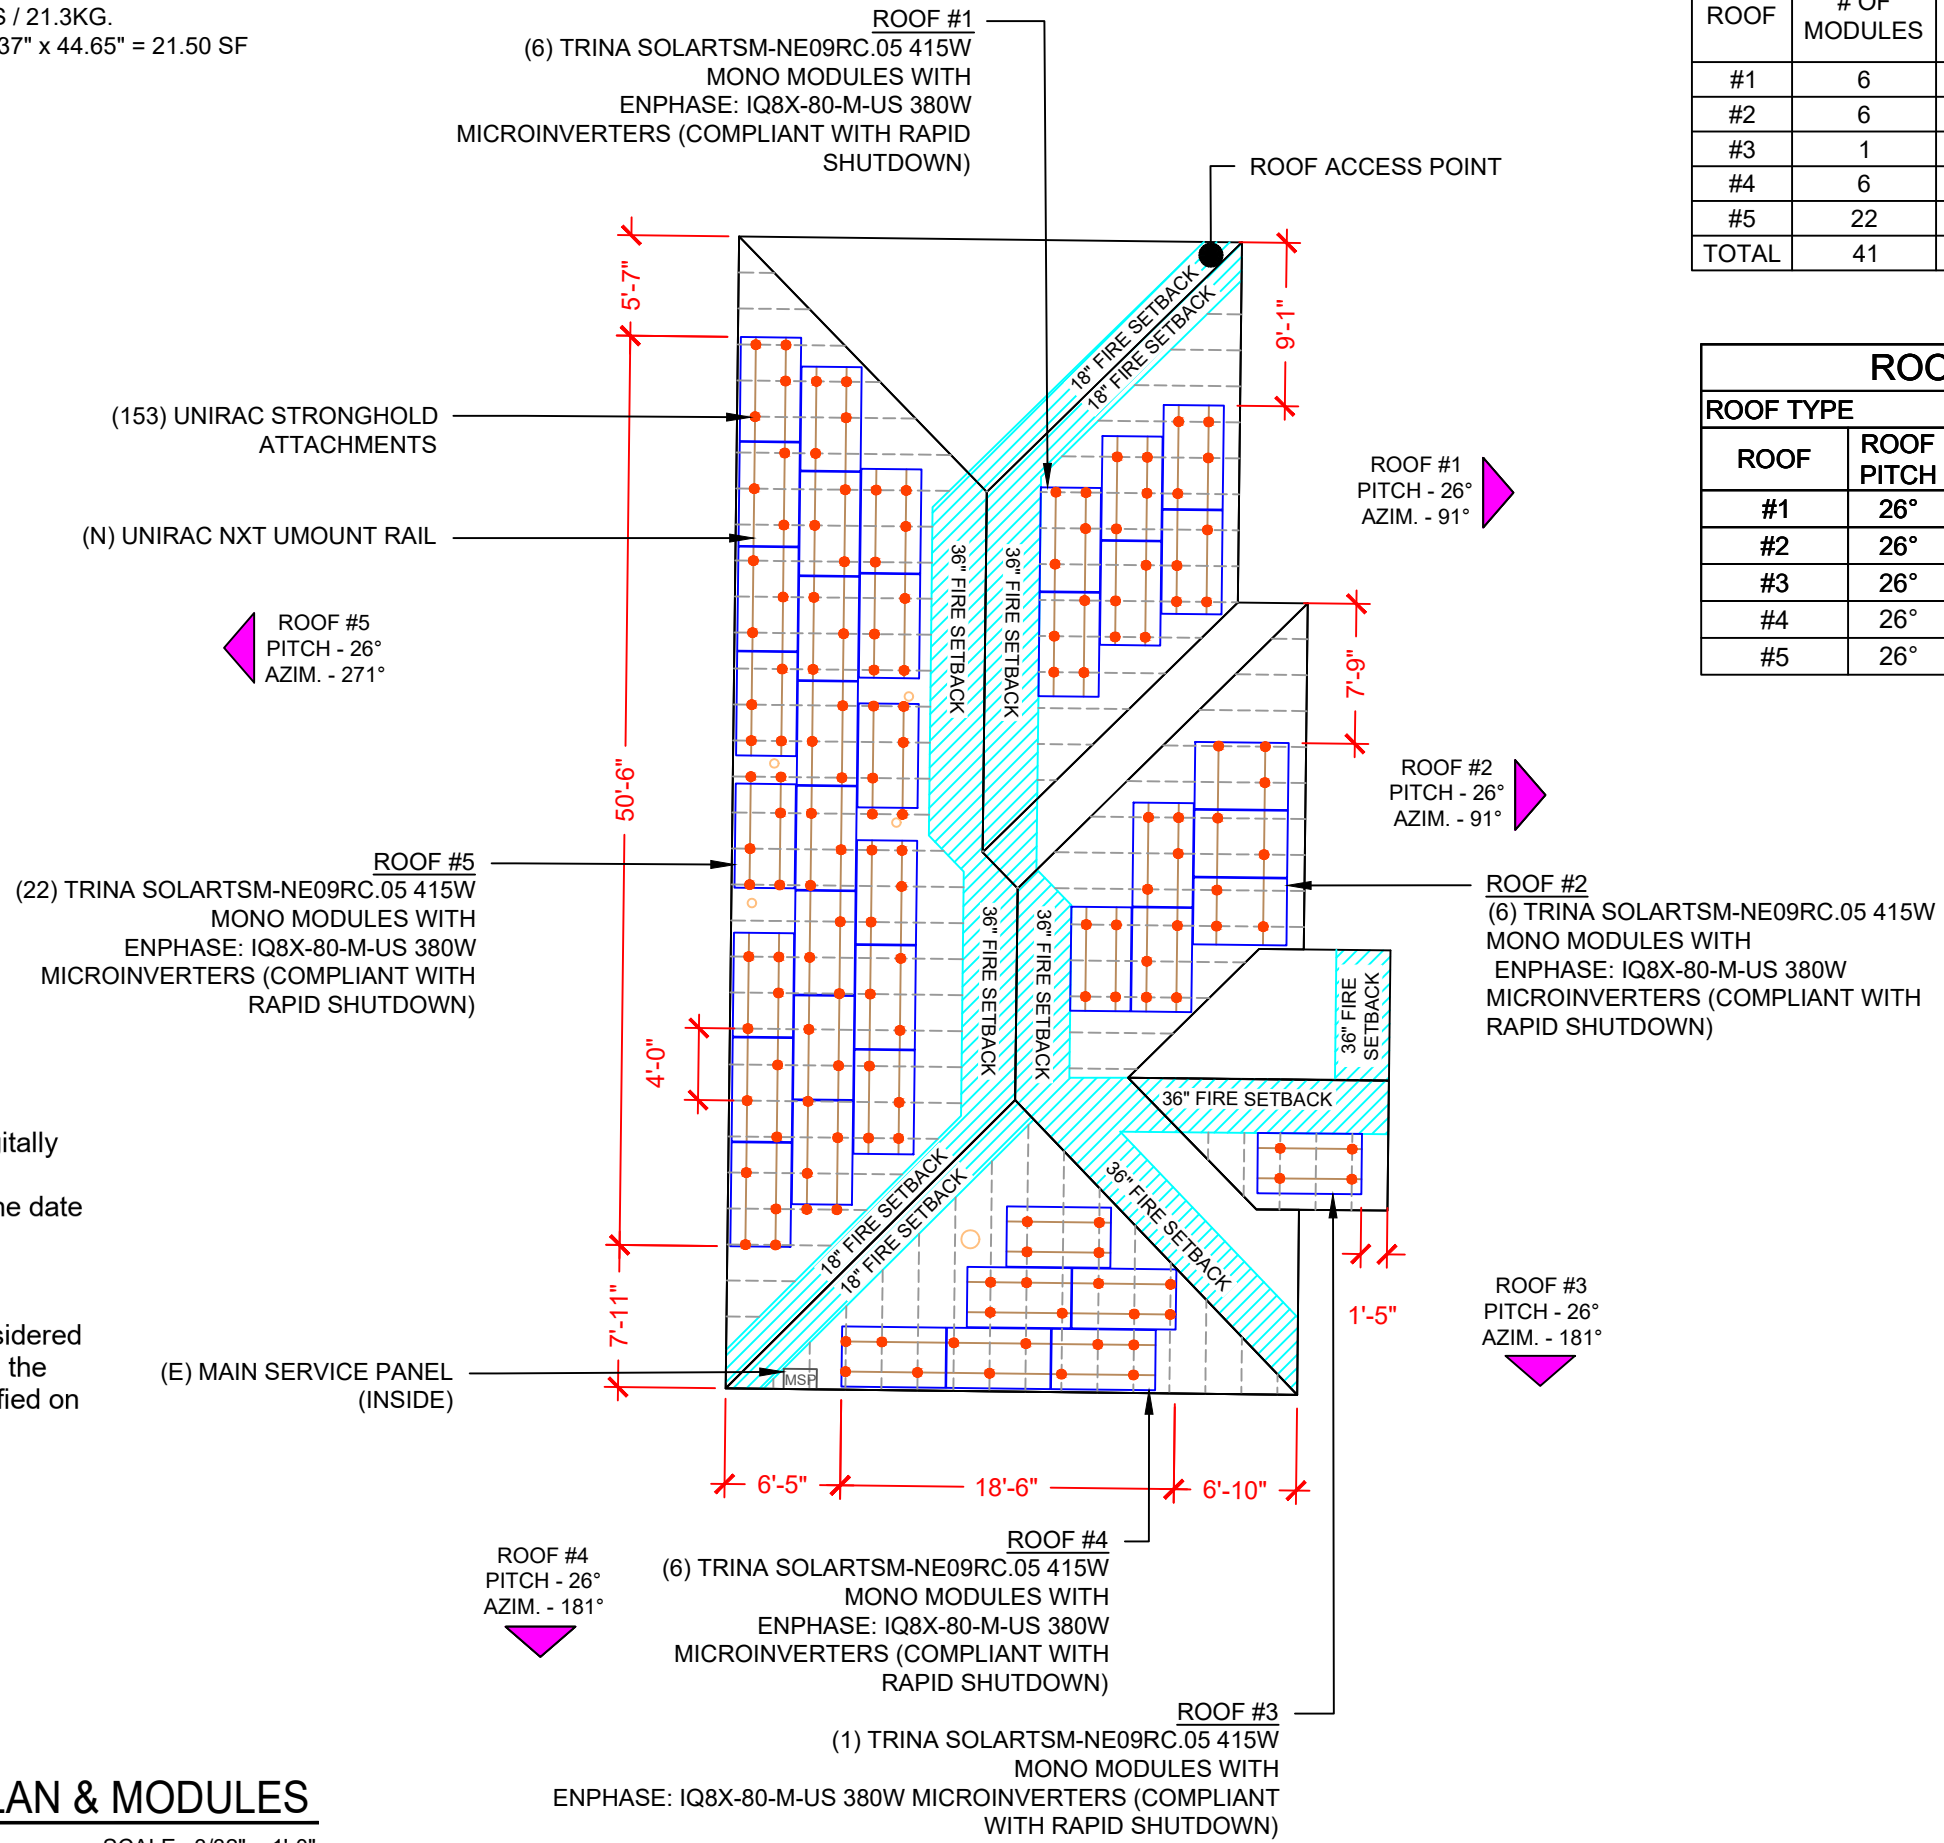 S / 21.3KG.
37" x 44.65" = 21.50 SF
ROOF #1
(6) TRINA SOLARTSM-NE09RC.05 415W
MONO MODULES WITH
ENPHASE: IQ8X-80-M-US 380W
MICROINVERTERS (COMPLIANT WITH RAPID
SHUTDOWN)
ROOF ACCESS POINT
ROOF
# OF
MODULES
#1 6
#2 6
#3 1
#4 6
#5 22
TOTAL 41
ROO
ROOF TYPE
ROOF
ROOF
PITCH
#1 26°
#2 26°
#3 26°
#4 26°
#5 26°
5'-7"
9'-1"
18" FIRE SETBACK
18" FIRE SETBACK
(153) UNIRAC STRONGHOLD
ATTACHMENTS
(N) UNIRAC NXT UMOUNT RAIL
ROOF #1
PITCH - 26°
AZIM. - 91°
36" FIRE SETBACK
36" FIRE SETBACK
ROOF #5
PITCH - 26°
AZIM. - 271°
7'-9"
50'-6"
ROOF #2
PITCH - 26°
AZIM. - 91°
ROOF #5
(22) TRINA SOLARTSM-NE09RC.05 415W
MONO MODULES WITH
ENPHASE: IQ8X-80-M-US 380W
MICROINVERTERS (COMPLIANT WITH
RAPID SHUTDOWN)
ROOF #2
(6) TRINA SOLARTSM-NE09RC.05 415W
MONO MODULES WITH
ENPHASE: IQ8X-80-M-US 380W
MICROINVERTERS (COMPLIANT WITH
RAPID SHUTDOWN)
36" FIRE SETBACK
36" FIRE SETBACK
36" FIRE
SETBACK
4'-0"
36" FIRE SETBACK
gitally
ne date
sidered
the
fied on
18" FIRE SETBACK
18" FIRE SETBACK
36" FIRE SETBACK
7'-11"
1'-5"
ROOF #3
PITCH - 26°
AZIM. - 181°
(E) MAIN SERVICE PANEL
(INSIDE)
MSP
6'-5"
18'-6"
6'-10"
ROOF #4
PITCH - 26°
AZIM. - 181°
ROOF #4
(6) TRINA SOLARTSM-NE09RC.05 415W
MONO MODULES WITH
ENPHASE: IQ8X-80-M-US 380W
MICROINVERTERS (COMPLIANT WITH
RAPID SHUTDOWN)
ROOF #3
(1) TRINA SOLARTSM-NE09RC.05 415W
MONO MODULES WITH
ENPHASE: IQ8X-80-M-US 380W MICROINVERTERS (COMPLIANT
WITH RAPID SHUTDOWN)
LAN & MODULES